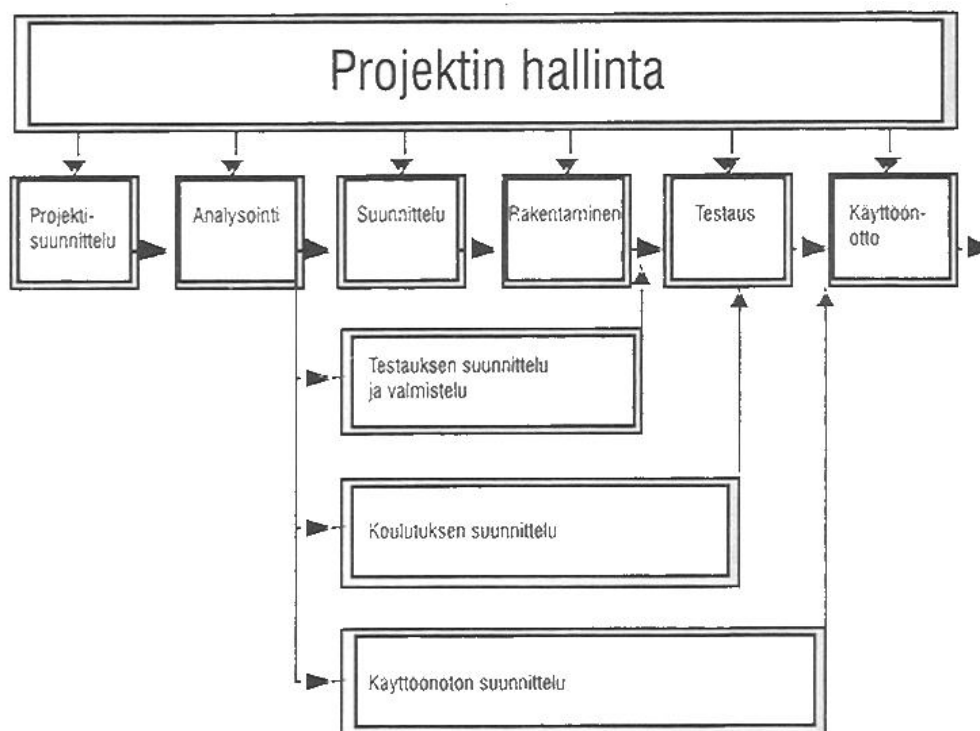 Projektin hallinta
Projekti-
suunnittelu
Analysointi
Suunnittelu
Rakentaminen
Testaus
Käyttöön-
otto
Testauksen suunnittelu
ja valmistelu
Koulutuksen suunnittelu
Käyttöönoton suunnittelu